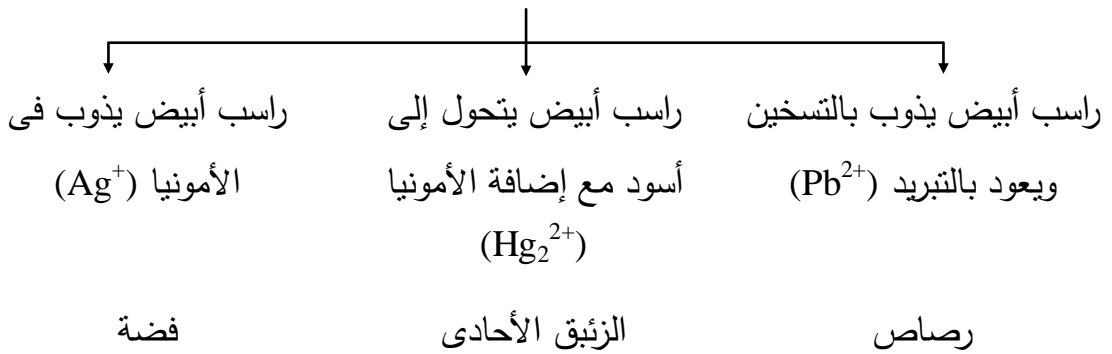 راسب أبيض يذوب بالتسخين
ويعود بالتبريد (Pb²⁺)
رصاص
راسب أبيض يتحول إلى
أسود مع إضافة الأمونيا
(Hg₂²⁺)
الزئبق الأحادى
راسب أبيض يذوب فى
الأمونيا (Ag⁺)
فضة